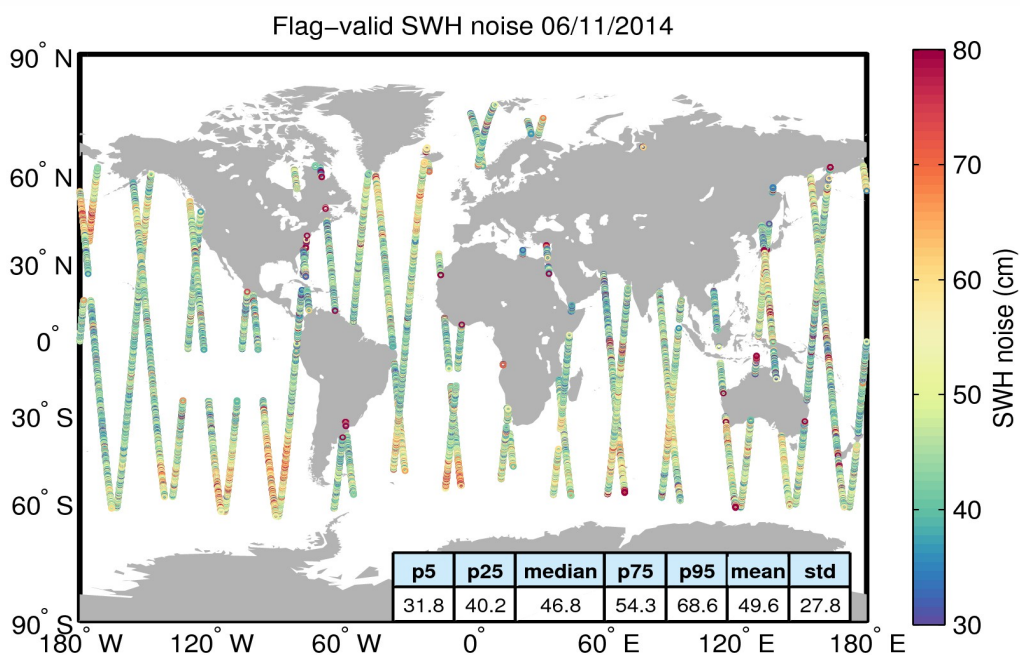 Flag−valid SWH noise 06/11/2014
90° N
60° N
30° N
0°
30° S
60° S
90° S
180° W 120° W 60° W 0° 60° E 120° E 180° E
80
70
60
50
40
30
SWH noise (cm)
p5 p25 median p75 p95 mean std
31.8 40.2 46.8 54.3 68.6 49.6 27.8